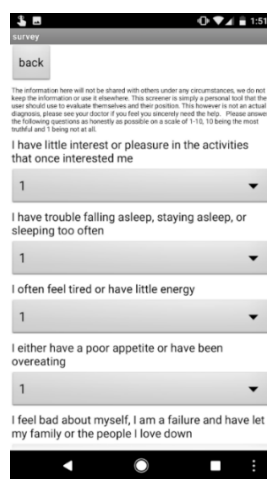 1:51
survey
back
The information here will not be shared with others under any circumstances, we do not
keep the information or use it elsewhere. This screener is simply a personal tool that the
user should use to evaluate themselves and their position. This however is not an actual
diagnosis, please see your doctor if you feel you sincerely need the help. Please answer
the following questions as honestly as possible on a scale of 1-10, 10 being the most
truthful and 1 being not at all.
I have little interest or pleasure in the activities
that once interested me
1
I have trouble falling asleep, staying asleep, or
sleeping too often
1
I often feel tired or have little energy
1
I either have a poor appetite or have been
overeating
1
I feel bad about myself, I am a failure and have let
my family or the people I love down